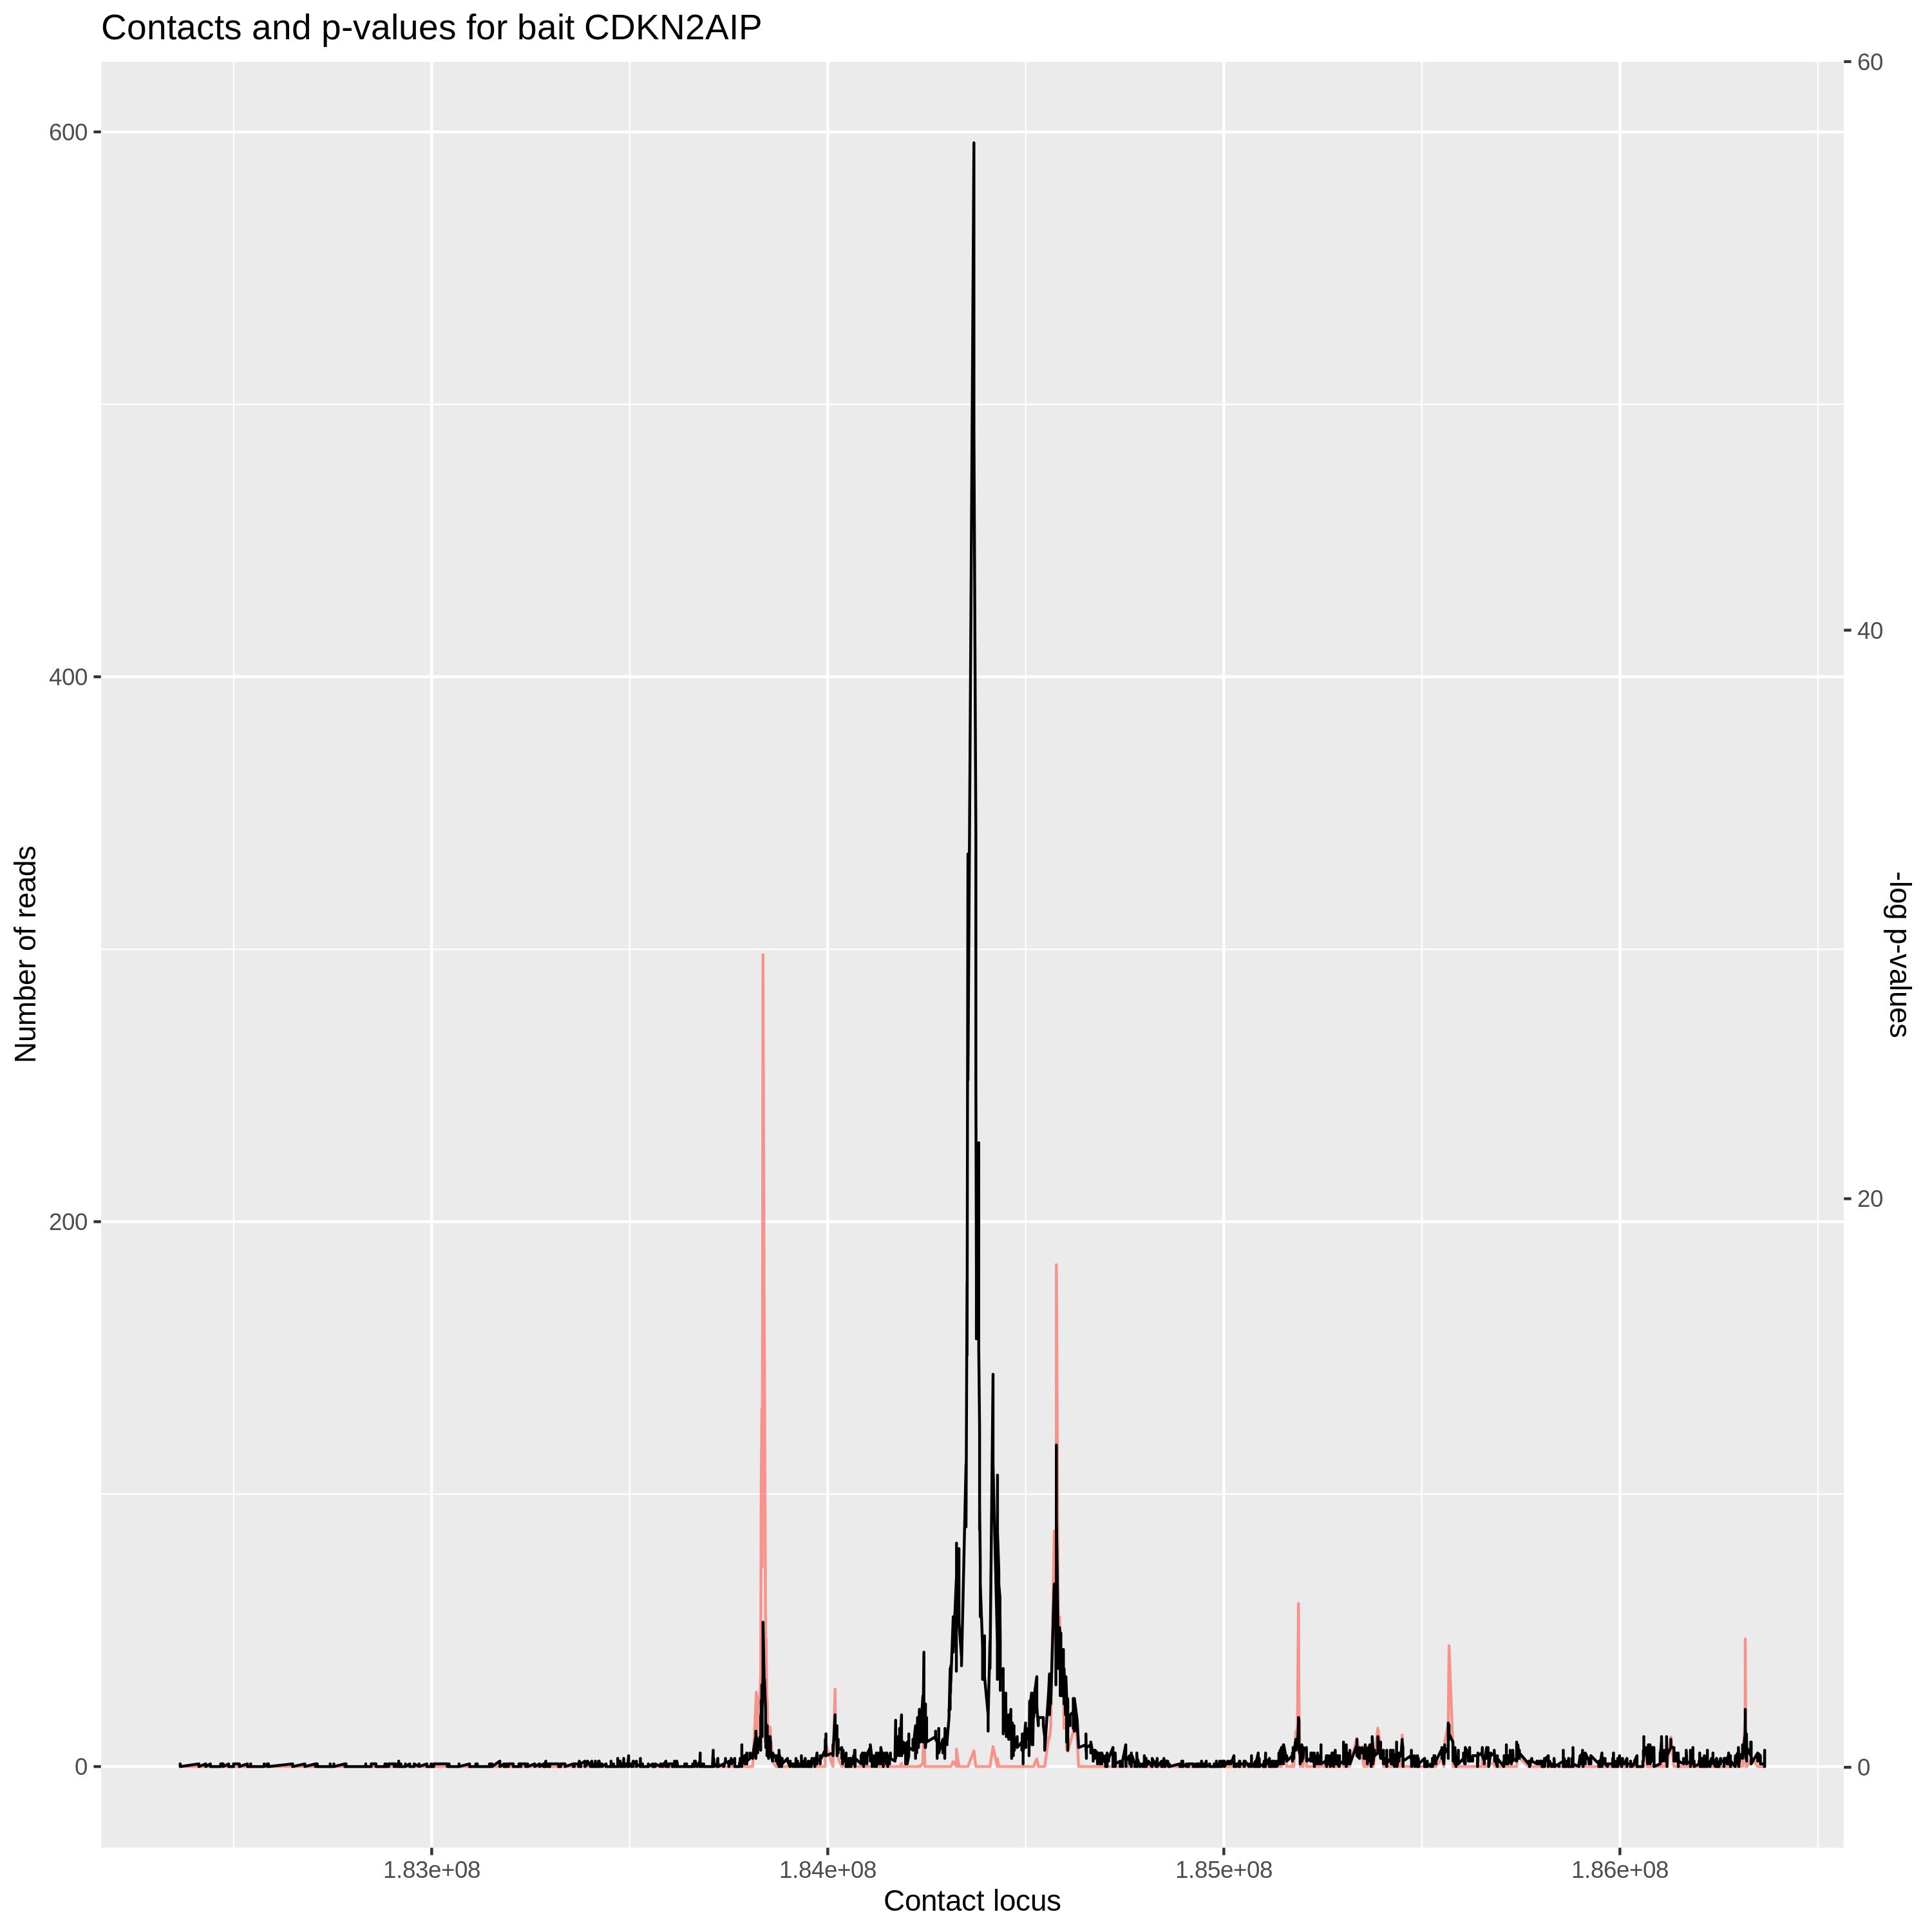 Contacts and p-values for bait CDKN2AIP
60
600
40
400
Number of reads
-log p-values
20
200
0
0
1.83e+08
1.84e+08
1.85e+08
1.86e+08
Contact locus